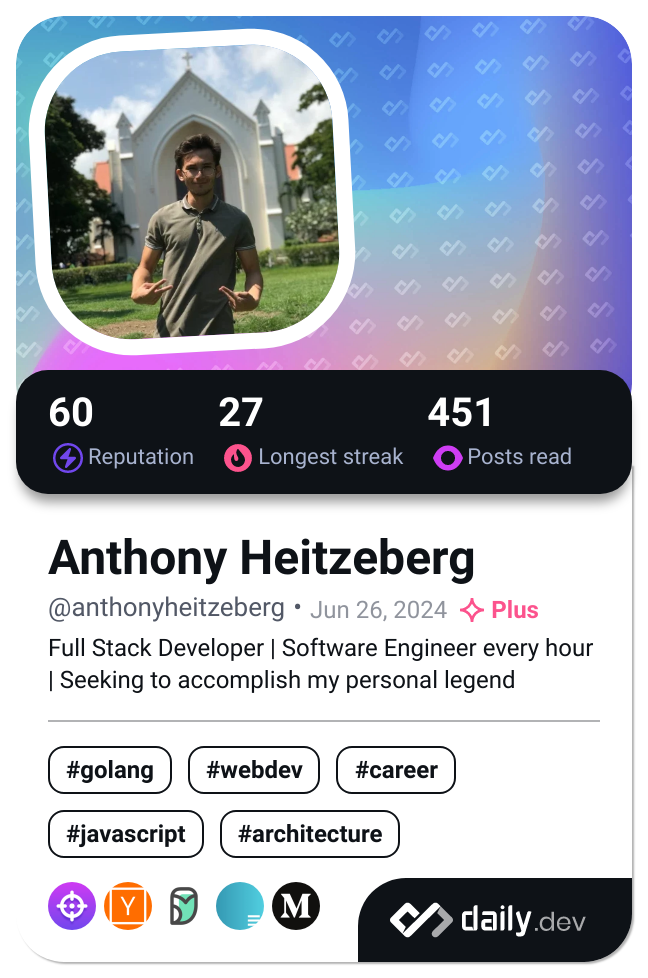 60 27 451
Reputation Longest streak Posts read
Anthony Heitzeberg
@anthonyheitzeberg • Jun 26, 2024 Plus
Full Stack Developer | Software Engineer every hour
| Seeking to accomplish my personal legend
#golang #webdev #career
#javascript #architecture
Y M
daily.dev